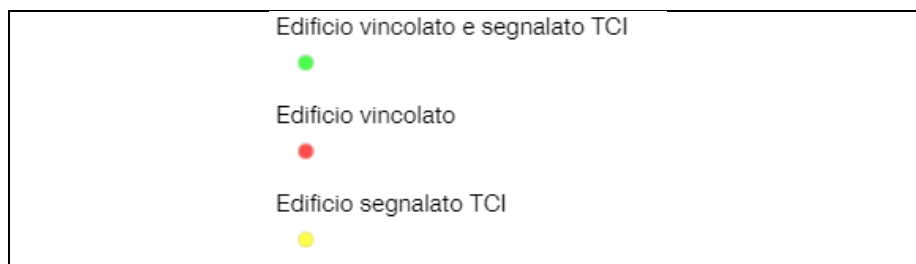 Edificio vincolato e segnalato TCI
Edificio vincolato
Edificio segnalato TCI